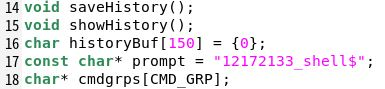 14 void saveHistory();
15 void showHistory();
16 char historyBuf[150] = {0};
17 const char* prompt = "12172133_shell$";
18 char* cmdgrps[CMD_GRP];